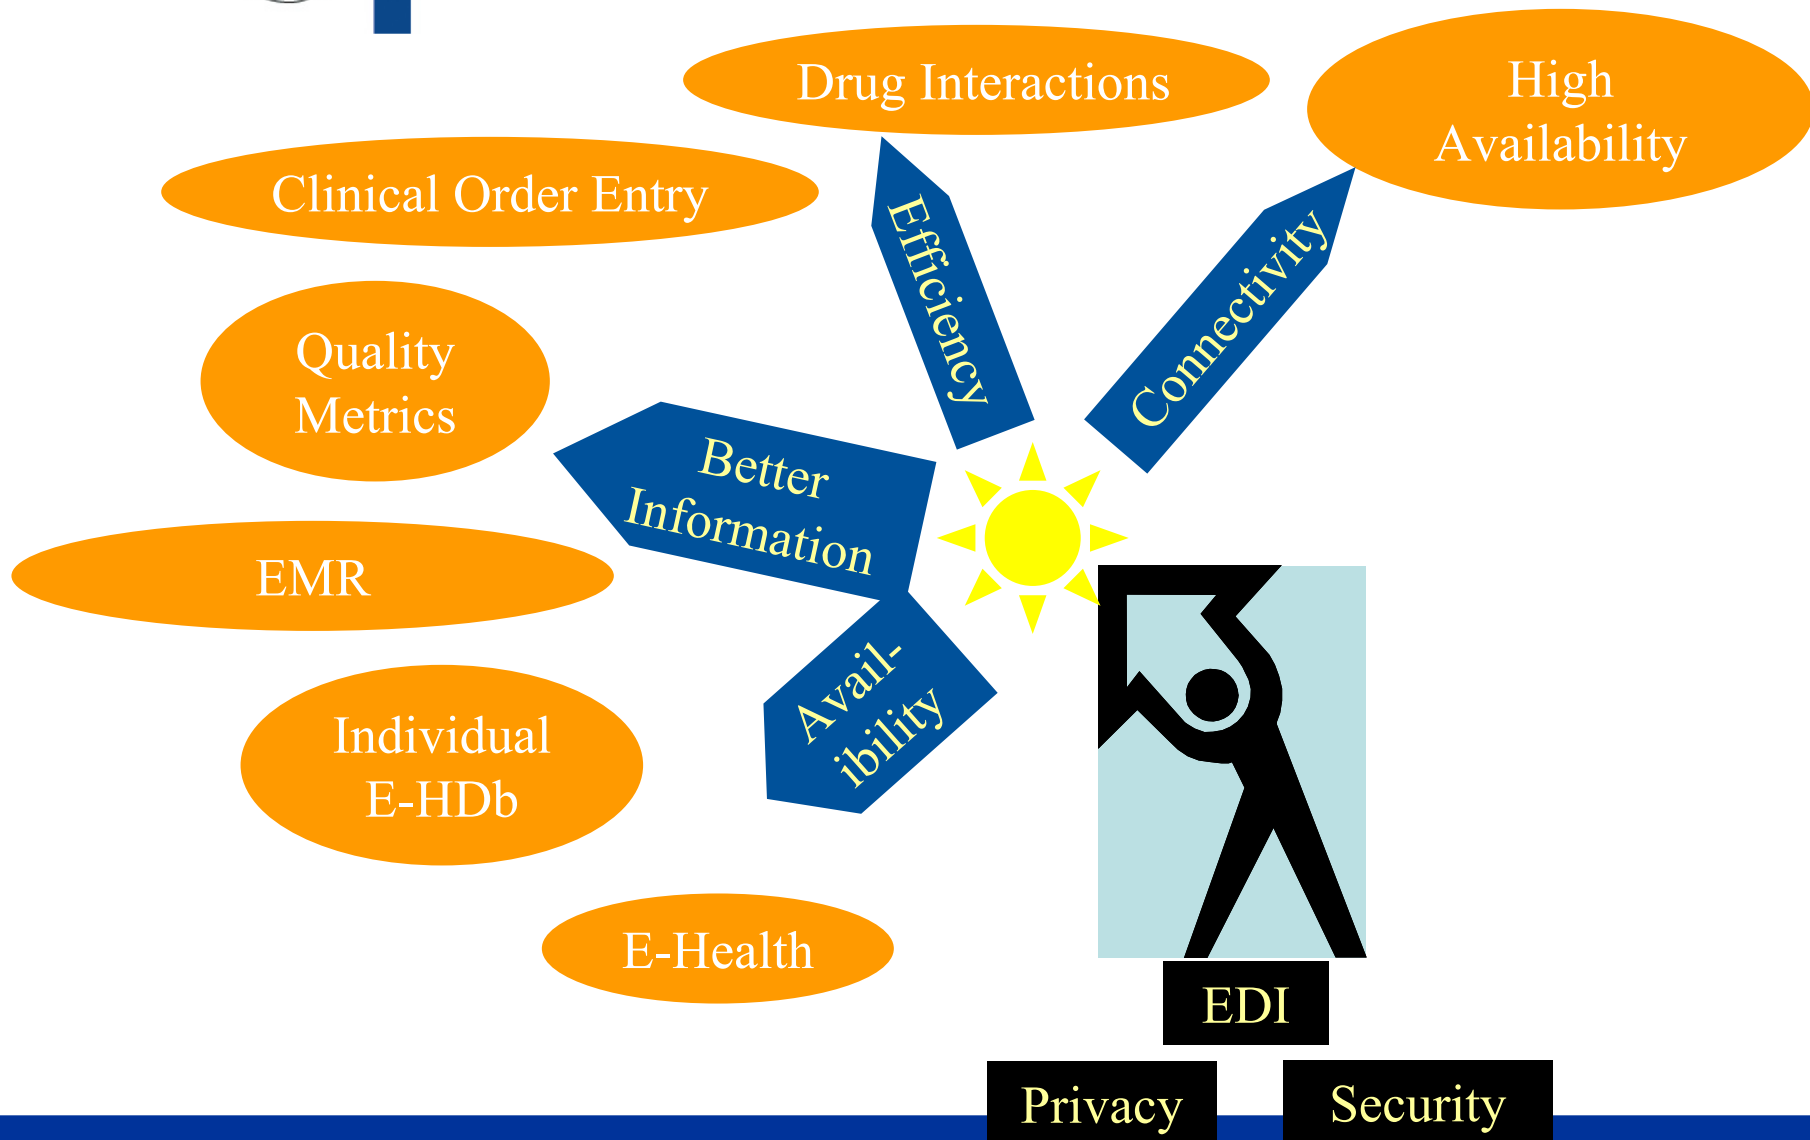 Drug Interactions
High
Availability
Clinical Order Entry
Efficiency
Connectivity
Quality
Metrics
Better
Information
EMR
Avail-
ibility
Individual
E-HDb
E-Health
EDI
Privacy
Security